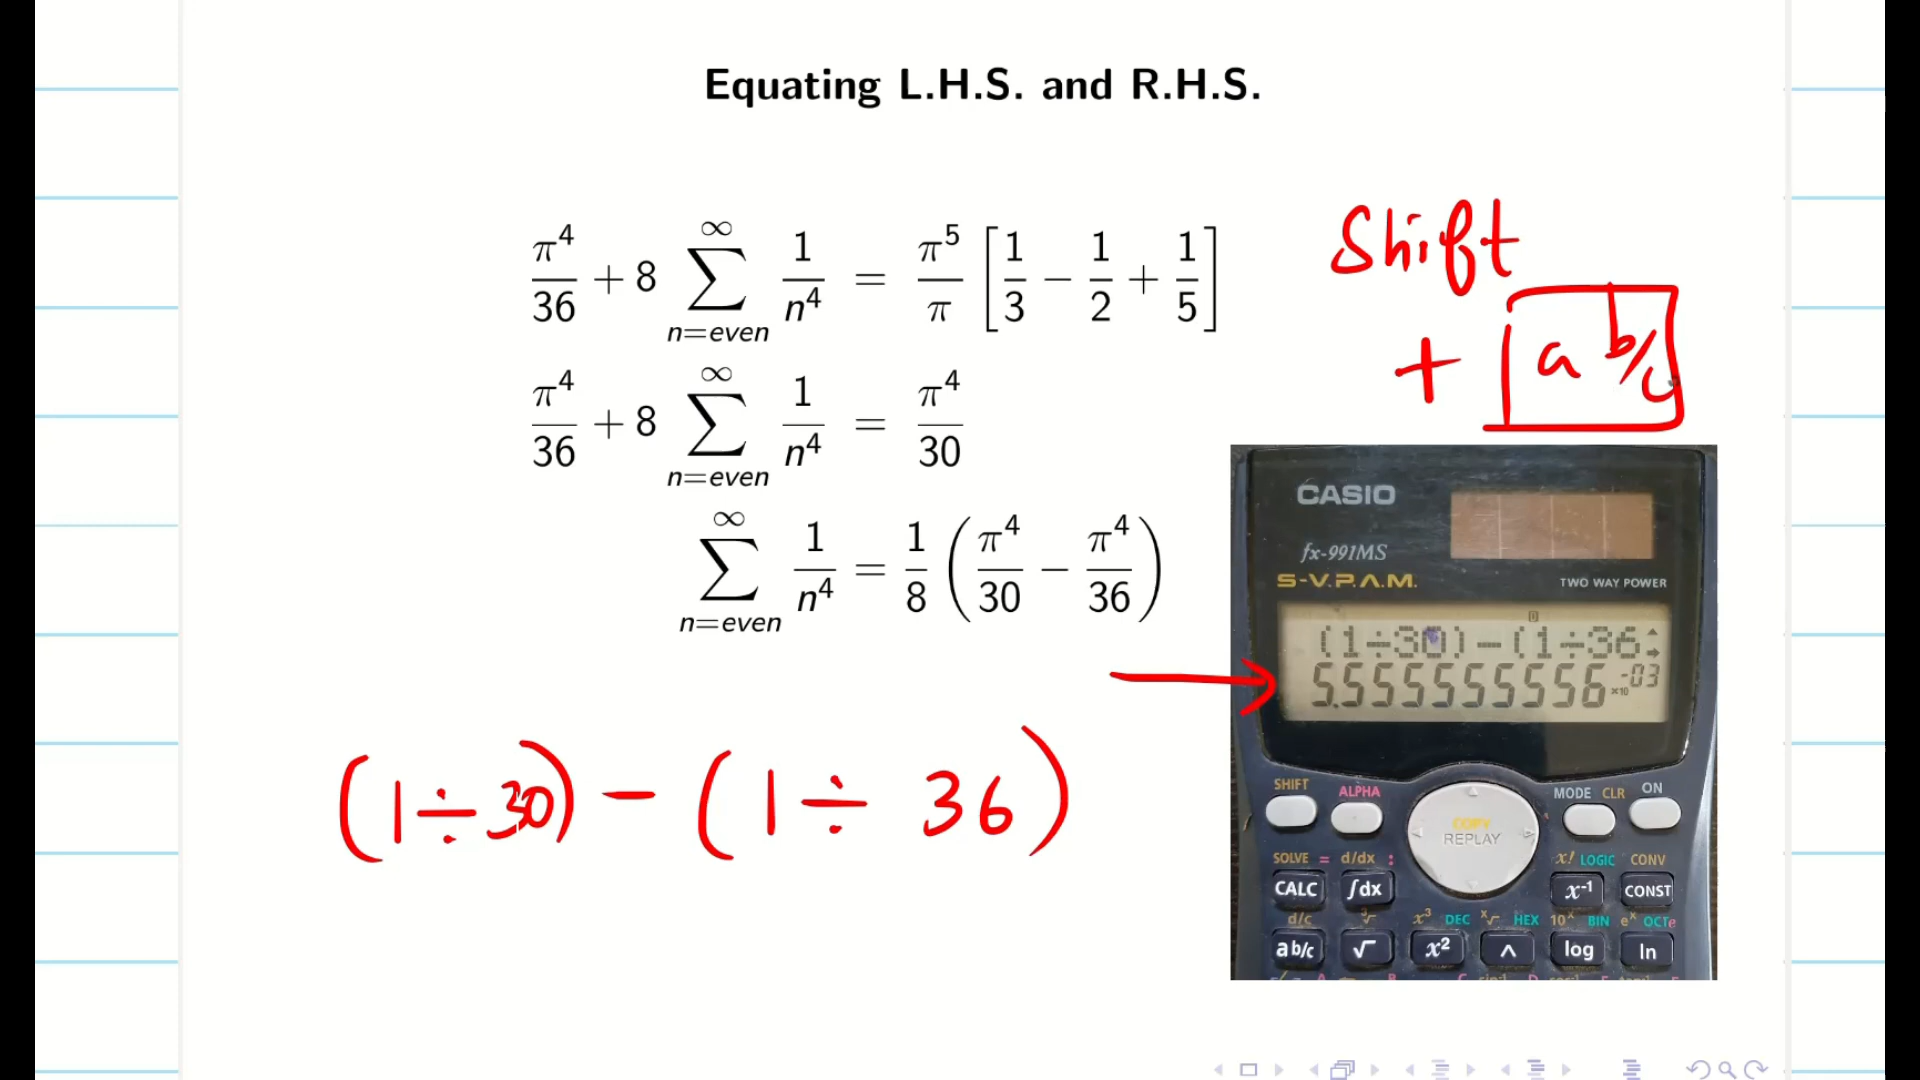 Equating L.H.S. and R.H.S.
π⁴/36 + 8 ∑_{n=even}^{∞} 1/n⁴ = π⁵/π [1/3 − 1/2 + 1/5]
π⁴/36 + 8 ∑_{n=even}^{∞} 1/n⁴ = π⁴/30
∑_{n=even}^{∞} 1/n⁴ = 1/8 (π⁴/30 − π⁴/36)
(1÷30) − (1÷36)
Shift
+ a b/c
CASIO
fx-991MS
S-V.P.A.M.
TWO WAY POWER
D
(1÷30)-(1÷36
5.555555556 ×10 -03
SHIFT ALPHA MODE CLR ON
COPY
REPLAY
SOLVE = d/dx : x! LOGIC CONV
CALC ∫dx x⁻¹ CONST
d/c ³√ x³ DEC ˣ√ HEX 10ˣ BIN eˣ OCT e
a b/c √ x² ^ log ln